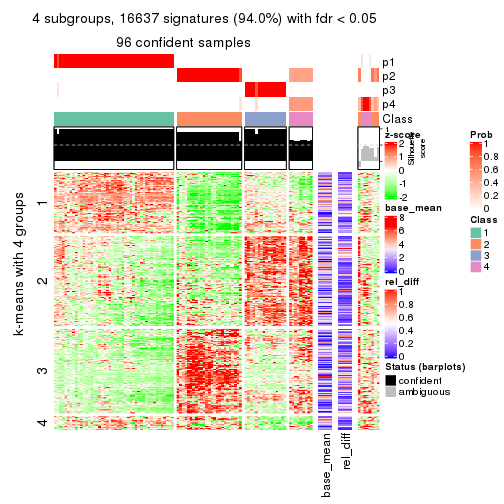 4 subgroups, 16637 signatures (94.0%) with fdr < 0.05
96 confident samples
p1
p2
p3
p4
Class
1
Silhouette
score
k-means with 4 groups
1
2
3
4
base_mean
rel_diff
z-score
2
1
0
-1
-2
base_mean
8
6
4
2
0
rel_diff
1
0.8
0.6
0.4
0.2
0
Status (barplots)
confident
ambiguous
Prob
1
0.8
0.6
0.4
0.2
0
Class
1
2
3
4